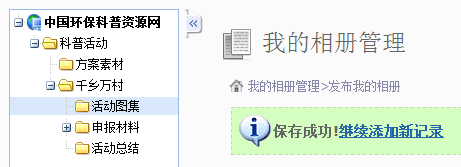 中国环保科普资源网
科普活动
方案素材
千乡万村
活动图集
申报材料
活动总结
我的相册管理
我的相册管理>发布我的相册
保存成功!继续添加新记录